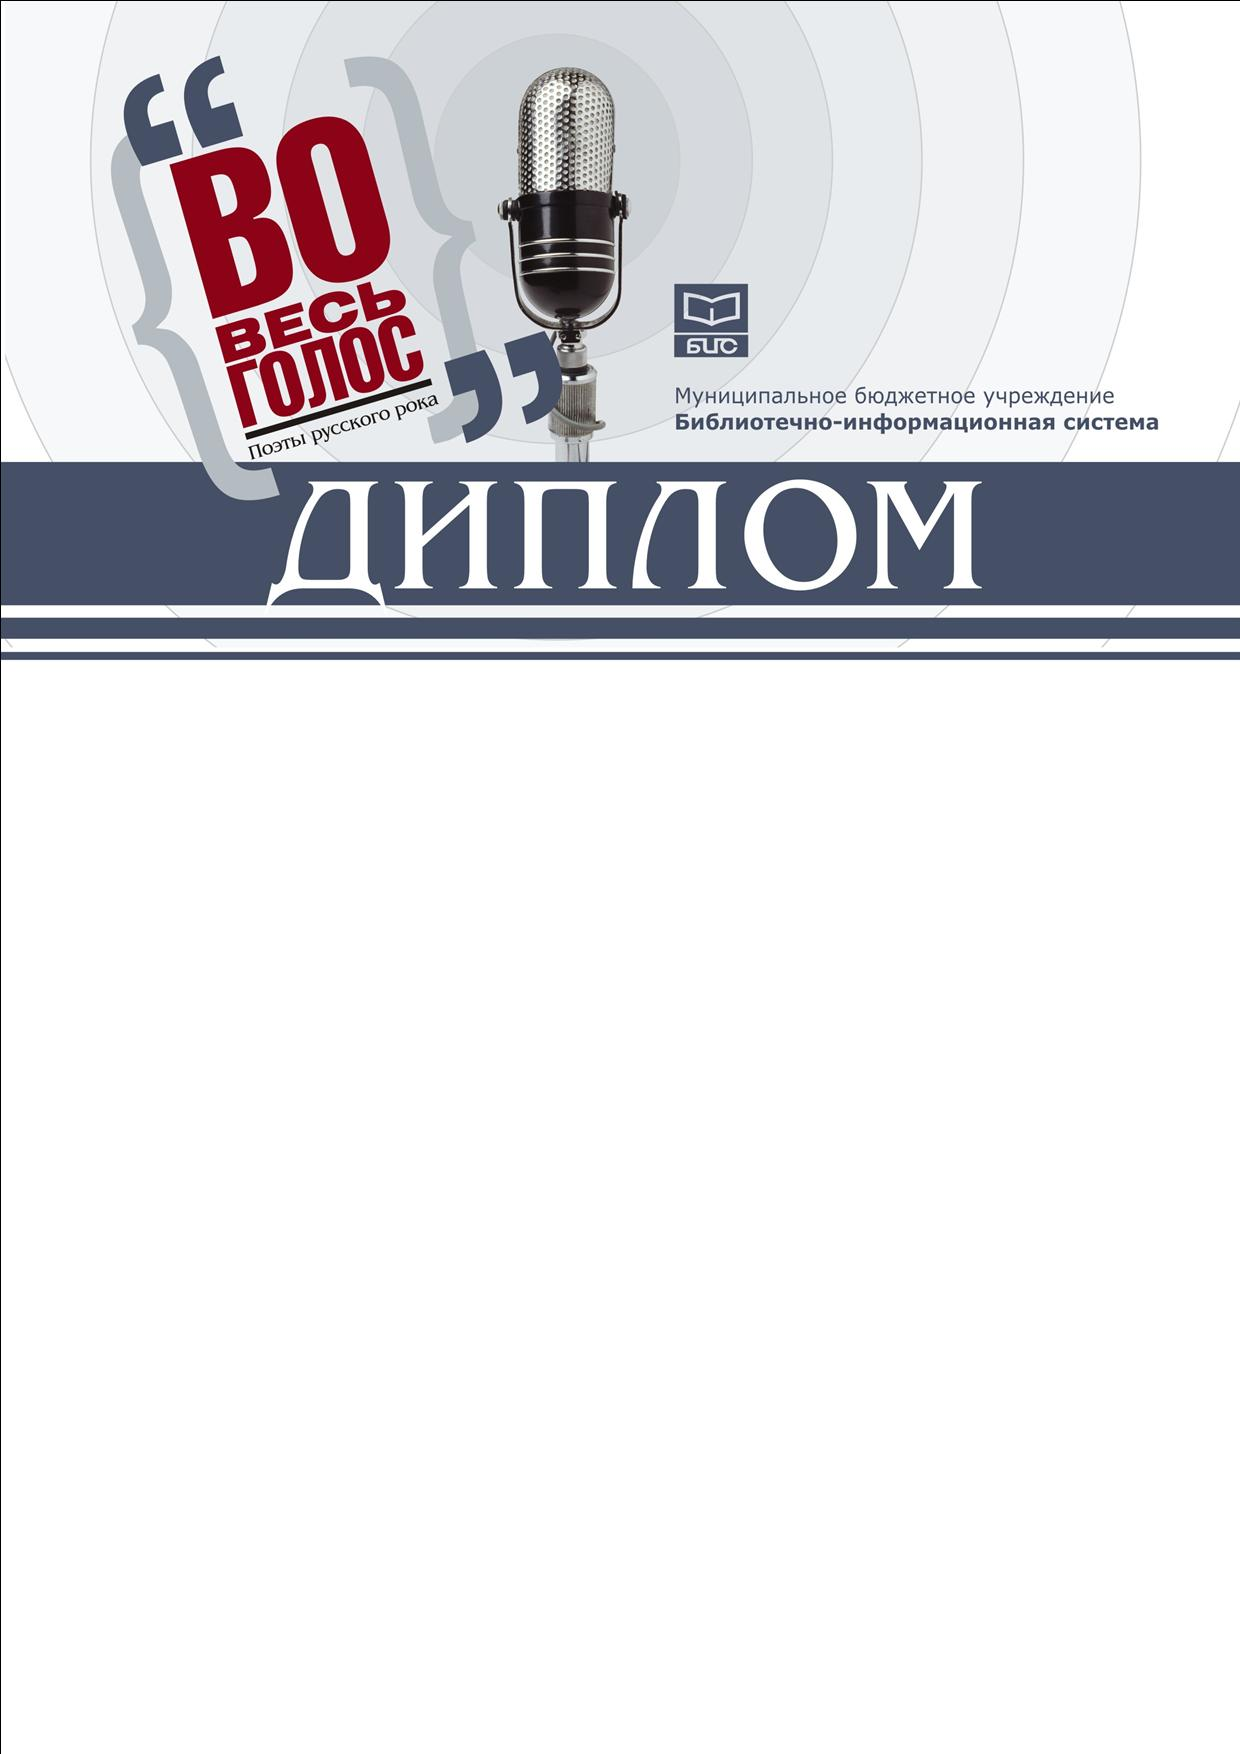 ВО
ВЕСЬ
ГОЛОС
Поэты русского рока
БИС
Муниципальное бюджетное учреждение
Библиотечно-информационная система
ДИПЛОМ